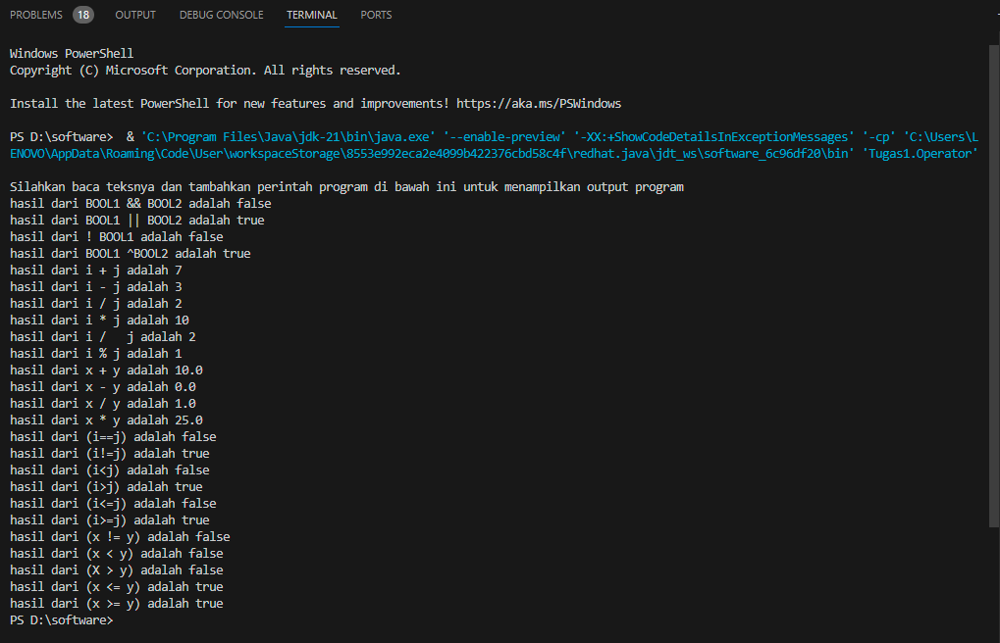 PROBLEMS 18 OUTPUT DEBUG CONSOLE TERMINAL PORTS
Windows PowerShell
Copyright (C) Microsoft Corporation. All rights reserved.
Install the latest PowerShell for new features and improvements! https://aka.ms/PSWindows
PS D:\software>  & 'C:\Program Files\Java\jdk-21\bin\java.exe' '--enable-preview' '-XX:+ShowCodeDetailsInExceptionMessages' '-cp' 'C:\Users\L
ENOVO\AppData\Roaming\Code\User\workspaceStorage\8553e992eca2e4099b422376cbd58c4f\redhat.java\jdt_ws\software_6c96df20\bin' 'Tugas1.Operator'
Silahkan baca teksnya dan tambahkan perintah program di bawah ini untuk menampilkan output program
hasil dari BOOL1 && BOOL2 adalah false
hasil dari BOOL1 || BOOL2 adalah true
hasil dari ! BOOL1 adalah false
hasil dari BOOL1 ^BOOL2 adalah true
hasil dari i + j adalah 7
hasil dari i - j adalah 3
hasil dari i / j adalah 2
hasil dari i * j adalah 10
hasil dari i /   j adalah 2
hasil dari i % j adalah 1
hasil dari x + y adalah 10.0
hasil dari x - y adalah 0.0
hasil dari x / y adalah 1.0
hasil dari x * y adalah 25.0
hasil dari (i==j) adalah false
hasil dari (i!=j) adalah true
hasil dari (i<j) adalah false
hasil dari (i>j) adalah true
hasil dari (i<=j) adalah false
hasil dari (i>=j) adalah true
hasil dari (x != y) adalah false
hasil dari (x < y) adalah false
hasil dari (X > y) adalah false
hasil dari (x <= y) adalah true
hasil dari (x >= y) adalah true
PS D:\software>